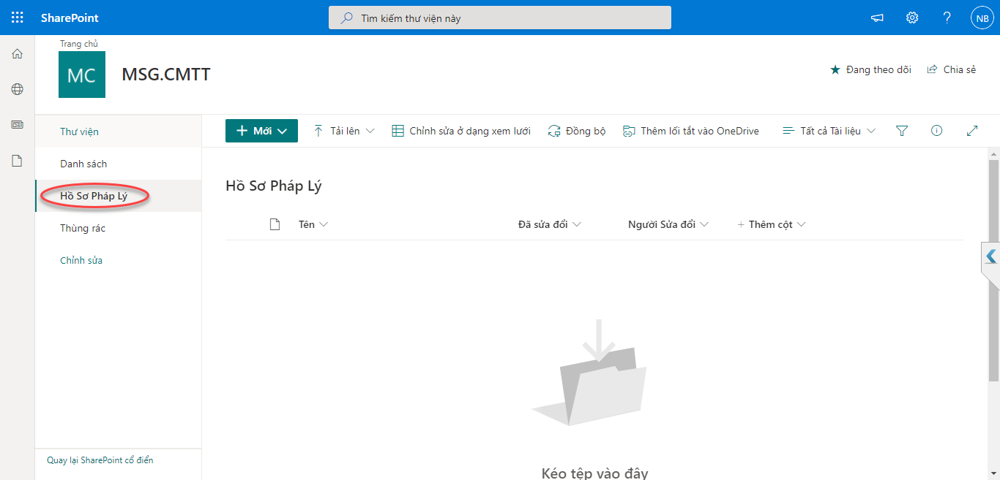 SharePoint
Tìm kiếm thư viện này
NB
Trang chủ
MC
MSG.CMTT
Đang theo dõi
Chia sẻ
Thư viện
Danh sách
Hồ Sơ Pháp Lý
Thùng rác
Chỉnh sửa
Quay lại SharePoint cổ điển
Mới
Tải lên
Chỉnh sửa ở dạng xem lưới
Đồng bộ
Thêm lối tắt vào OneDrive
Tất cả Tài liệu
Hồ Sơ Pháp Lý
Tên
Đã sửa đổi
Người Sửa đổi
+ Thêm cột
Kéo tệp vào đây